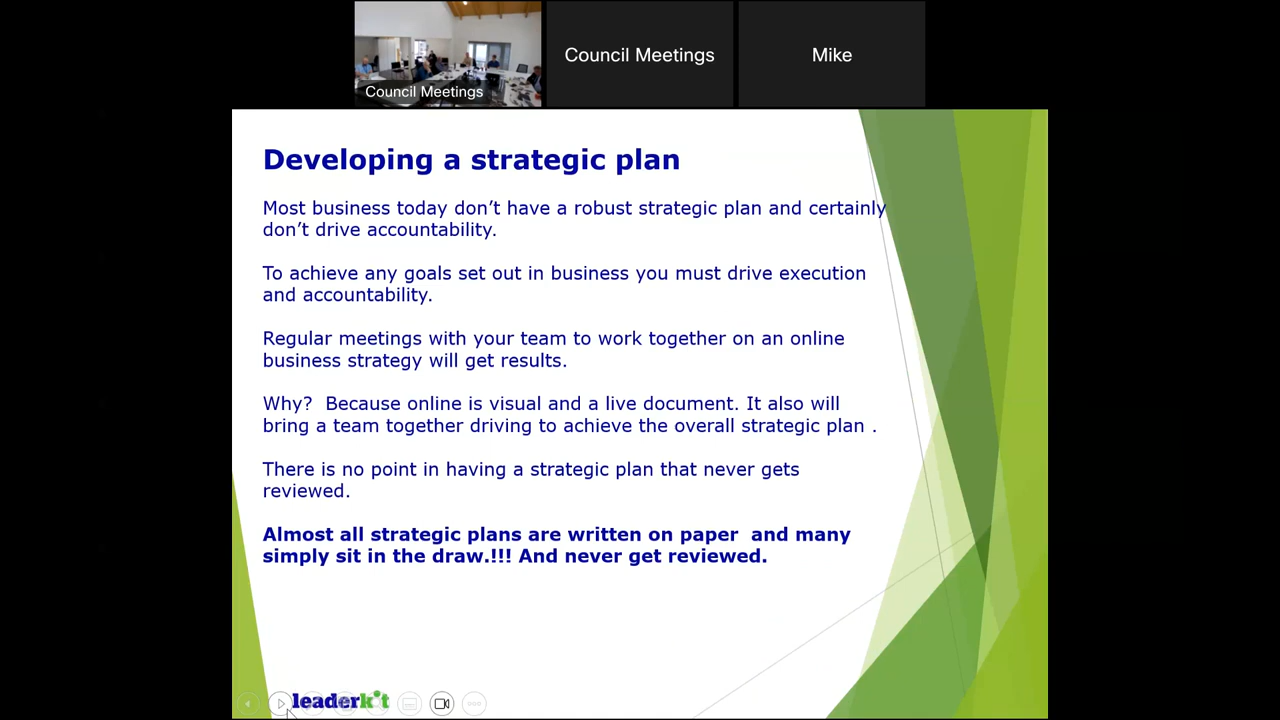 Council Meetings
Council Meetings
Mike
Developing a strategic plan
Most business today don’t have a robust strategic plan and certainly
don’t drive accountability.
To achieve any goals set out in business you must drive execution
and accountability.
Regular meetings with your team to work together on an online
business strategy will get results.
Why?  Because online is visual and a live document. It also will
bring a team together driving to achieve the overall strategic plan .
There is no point in having a strategic plan that never gets
reviewed.
Almost all strategic plans are written on paper  and many
simply sit in the draw.!!! And never get reviewed.
leaderkit